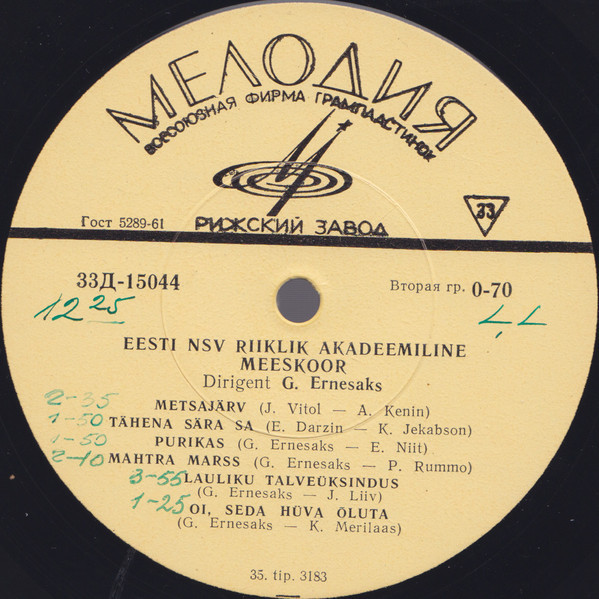 МЕЛОДИЯ
ВСЕСОЮЗНАЯ ФИРМА ГРАМПЛАСТИНОК
33
Гост 5289-61
РИЖСКИЙ ЗАВОД
33Д-15044
Вторая гр. 0-70
12 25
EESTI NSV RIIKLIK AKADEEMILINE
MEESKOOR
Dirigent G. Ernesaks
2-35 METSAJÄRV (J. Vitol — A. Kenin)
1-50 TÄHENA SÄRA SA (E. Darzin — K. Jekabson)
1-50 PURIKAS (G. Ernesaks — E. Niit)
2-10 MAHTRA MARSS (G. Ernesaks — P. Rummo)
3-55 LAULIKU TALVEÜKSINDUS
(G. Ernesaks — J. Liiv)
1-25 OI, SEDA HÜVA ÕLUTA
(G. Ernesaks — K. Merilaas)
35. tip. 3183